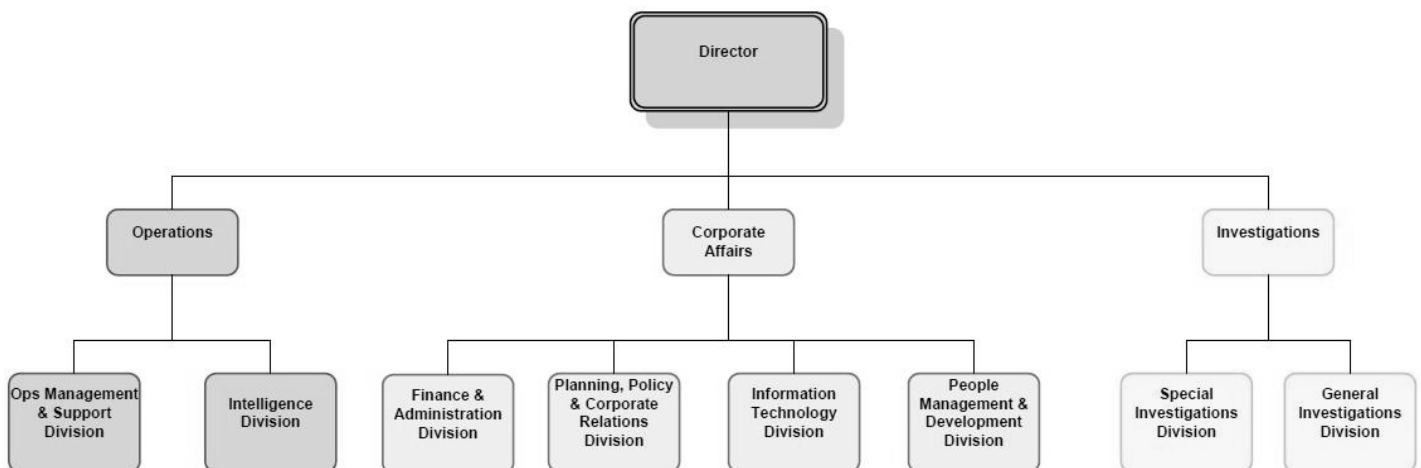 Director
Operations
Corporate
Affairs
Investigations
Ops Management
& Support
Division
Intelligence
Division
Finance &
Administration
Division
Planning, Policy
& Corporate
Relations
Division
Information
Technology
Division
People
Management &
Development
Division
Special
Investigations
Division
General
Investigations
Division